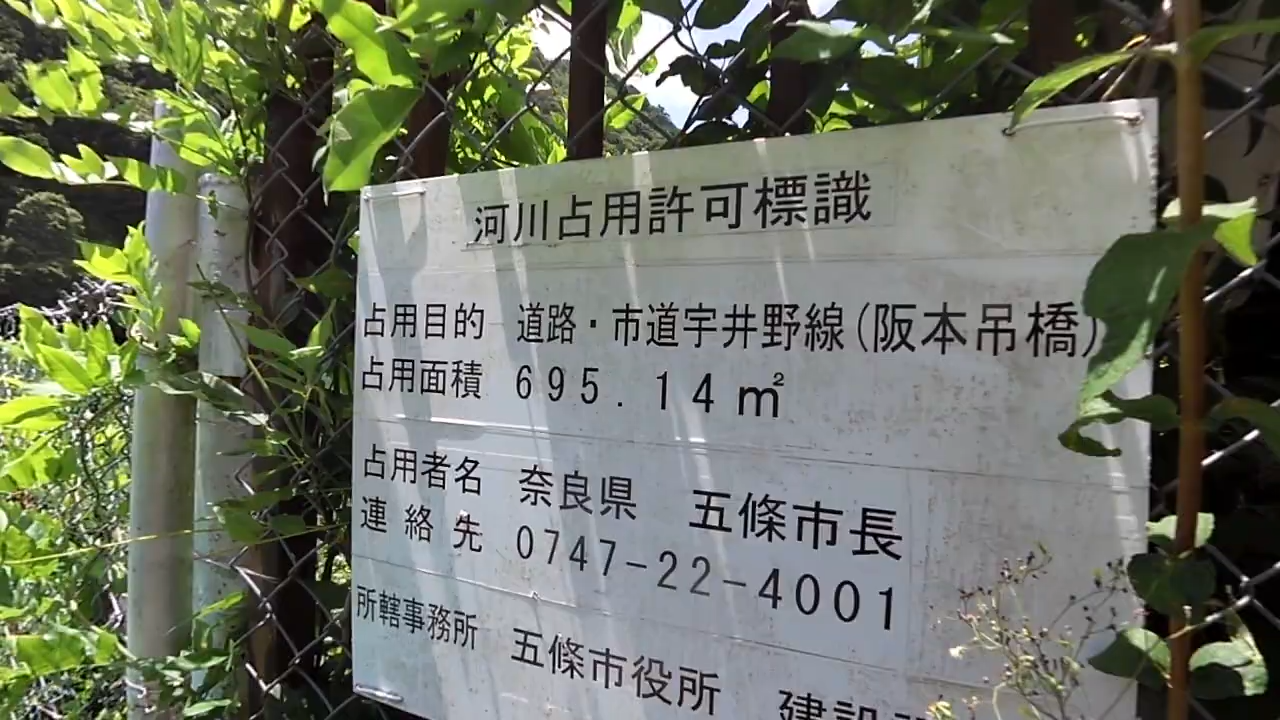 河川占用許可標識
占用目的 道路・市道宇井野線(阪本吊橋)
占用面積 695.14㎡
占用者名 奈良県 五條市長
連絡先 0747-22-4001
所轄事務所 五條市役所 建設